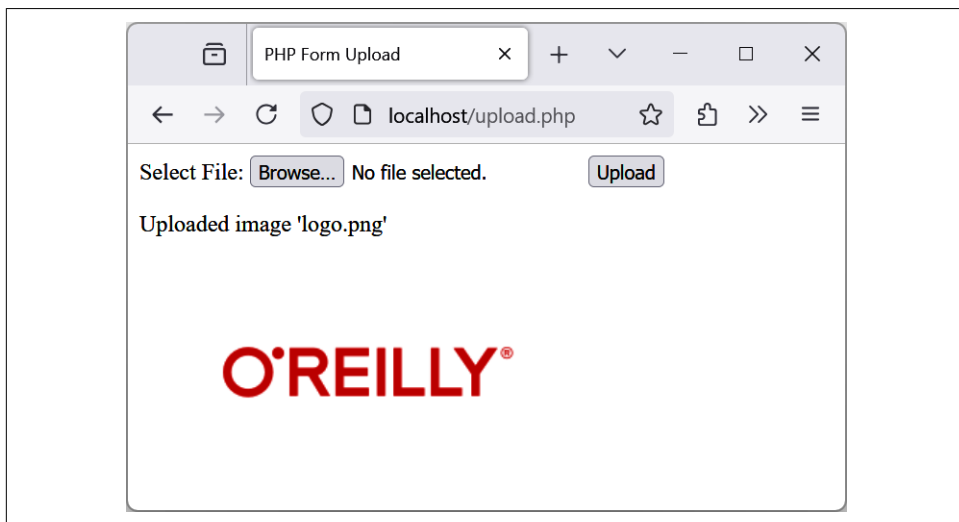 PHP Form Upload
localhost/upload.php
Select File: Browse... No file selected. Upload
Uploaded image 'logo.png'
O'REILLY®